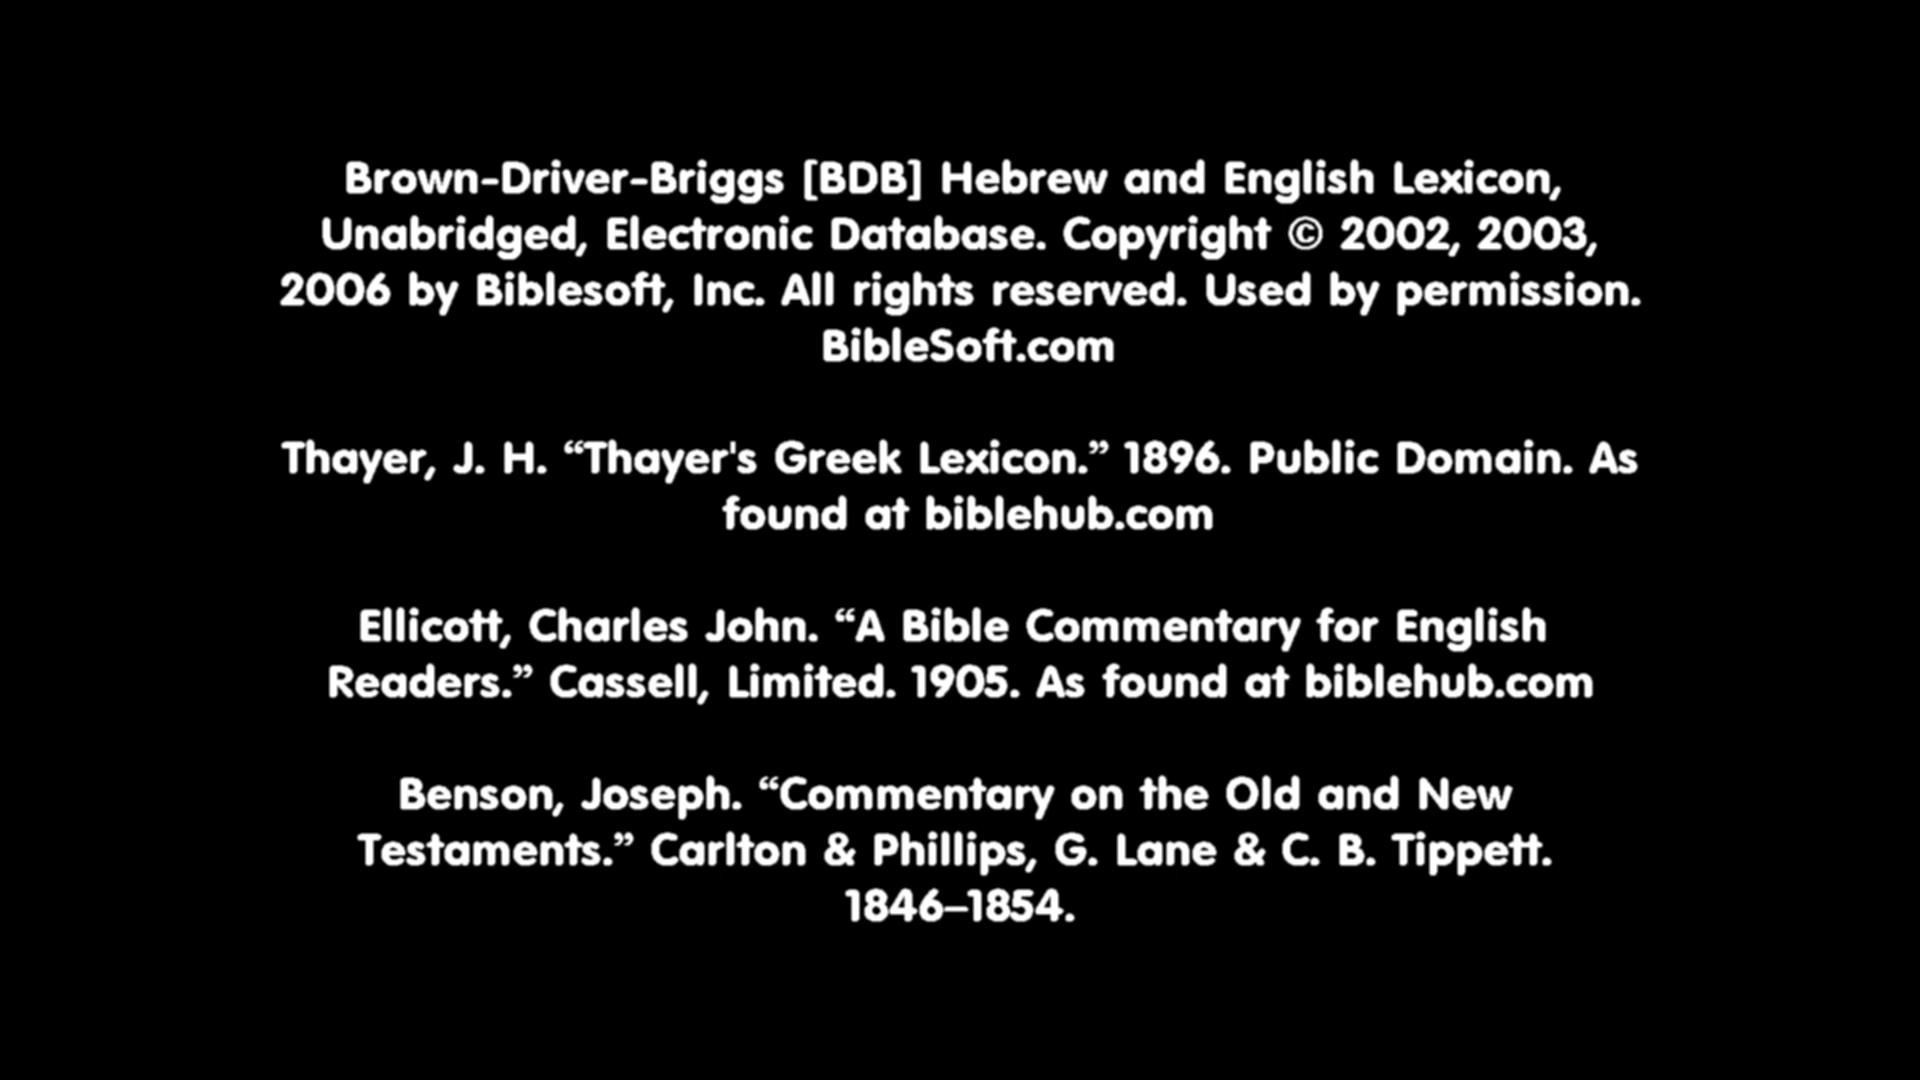 Brown-Driver-Briggs [BDB] Hebrew and English Lexicon,
Unabridged, Electronic Database. Copyright © 2002, 2003,
2006 by Biblesoft, Inc. All rights reserved. Used by permission.
BibleSoft.com
Thayer, J. H. “Thayer's Greek Lexicon.” 1896. Public Domain. As
found at biblehub.com
Ellicott, Charles John. “A Bible Commentary for English
Readers.” Cassell, Limited. 1905. As found at biblehub.com
Benson, Joseph. “Commentary on the Old and New
Testaments.” Carlton & Phillips, G. Lane & C. B. Tippett.
1846–1854.